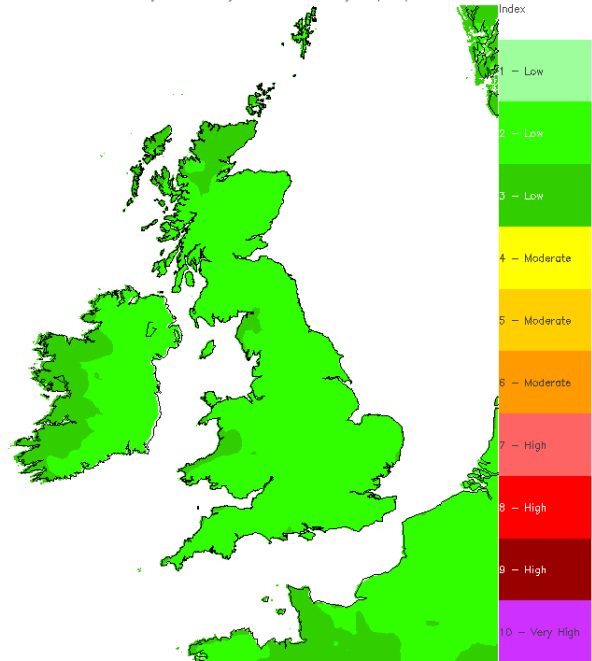 Index
1 - Low
2 - Low
3 - Low
4 - Moderate
5 - Moderate
6 - Moderate
7 - High
8 - High
9 - High
10 - Very High